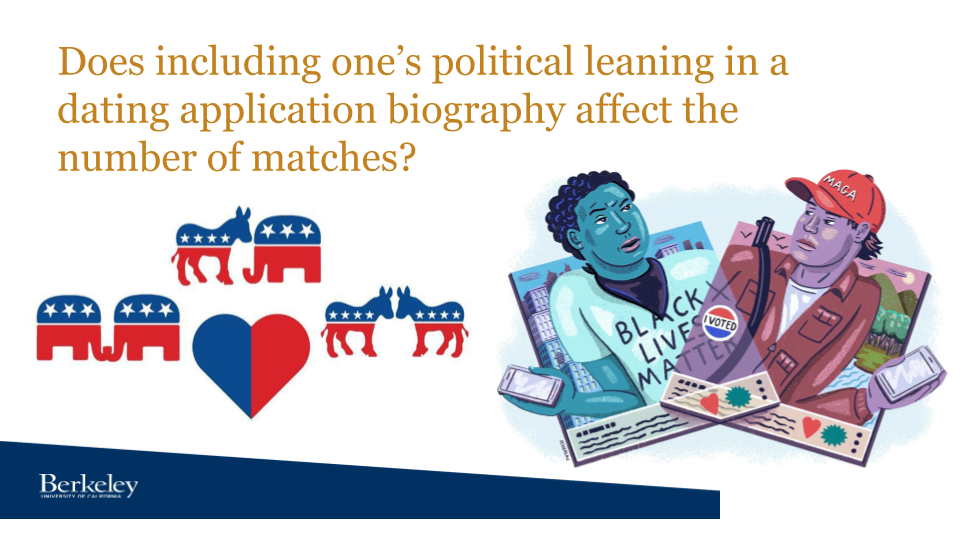 Does including one’s political leaning in a
dating application biography affect the
number of matches?
MAGA
BLACK
LIVES
MATTER
I VOTED
Berkeley
UNIVERSITY OF CALIFORNIA